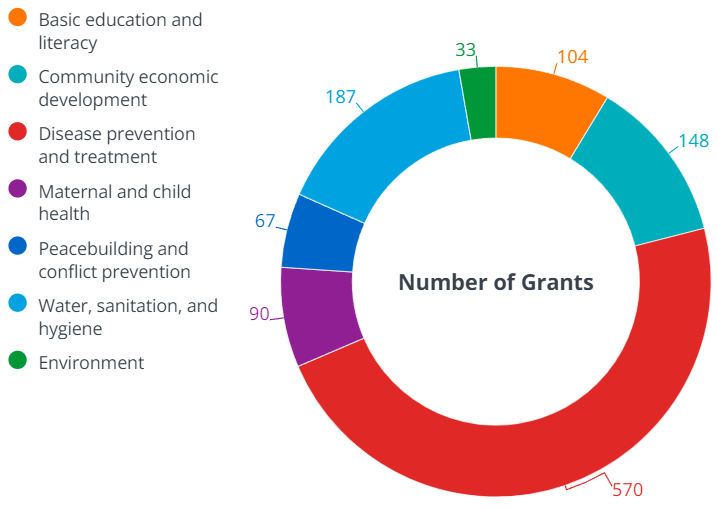 Basic education and
literacy
Community economic
development
Disease prevention
and treatment
Maternal and child
health
Peacebuilding and
conflict prevention
Water, sanitation, and
hygiene
Environment
33
104
187
148
67
Number of Grants
90
570